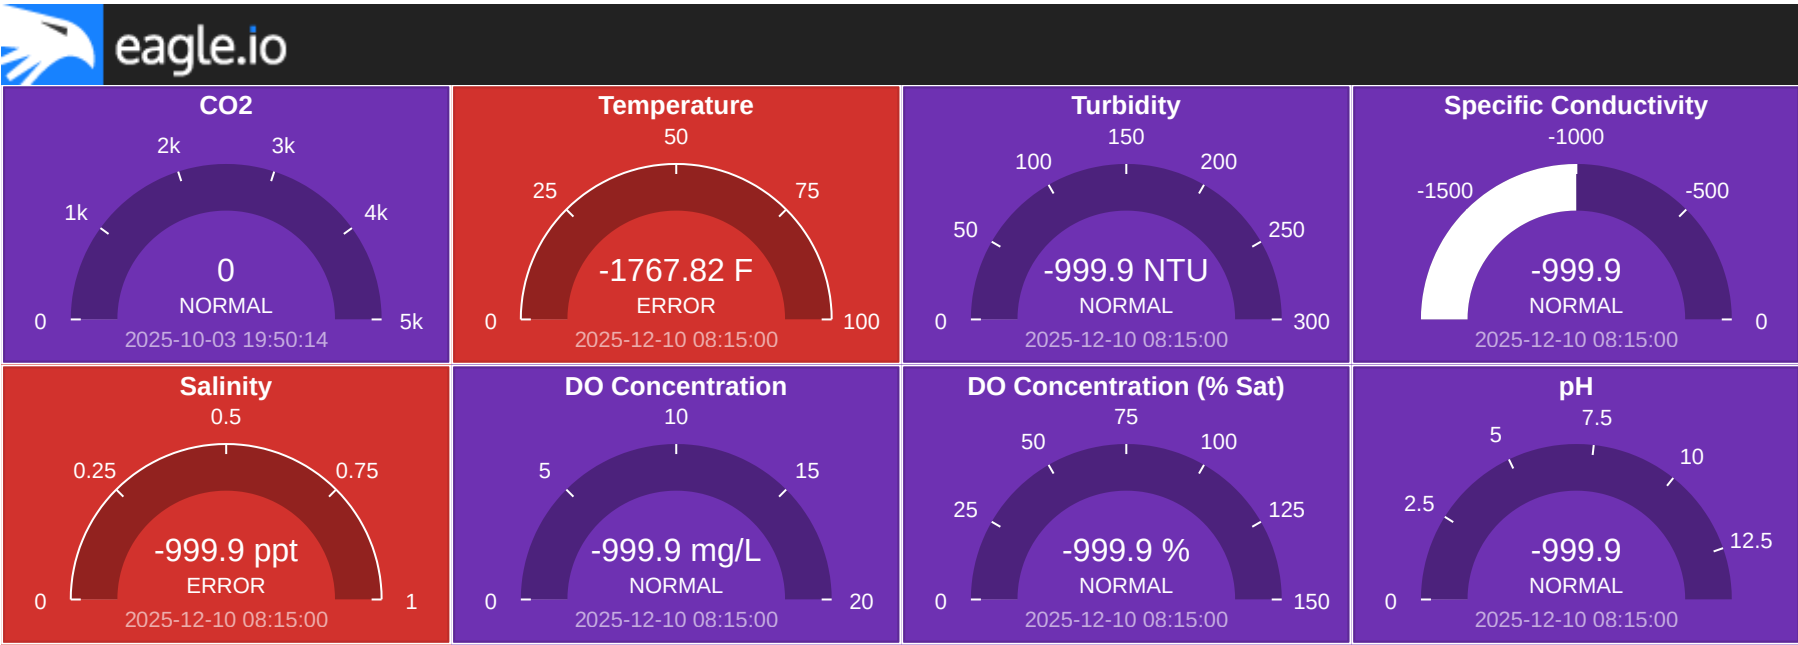 eagle.io
CO2
2k
3k
1k
4k
0
NORMAL
0
5k
2025-10-03 19:50:14
Temperature
50
25
75
-1767.82 F
ERROR
0
100
2025-12-10 08:15:00
Turbidity
150
100
200
50
250
-999.9 NTU
NORMAL
0
300
2025-12-10 08:15:00
Specific Conductivity
-1000
-1500
-500
-999.9
NORMAL
0
2025-12-10 08:15:00
Salinity
0.5
0.25
0.75
-999.9 ppt
ERROR
0
1
2025-12-10 08:15:00
DO Concentration
10
5
15
-999.9 mg/L
NORMAL
0
20
2025-12-10 08:15:00
DO Concentration (% Sat)
75
50
100
25
125
-999.9 %
NORMAL
0
150
2025-12-10 08:15:00
pH
7.5
5
10
2.5
12.5
-999.9
NORMAL
0
2025-12-10 08:15:00